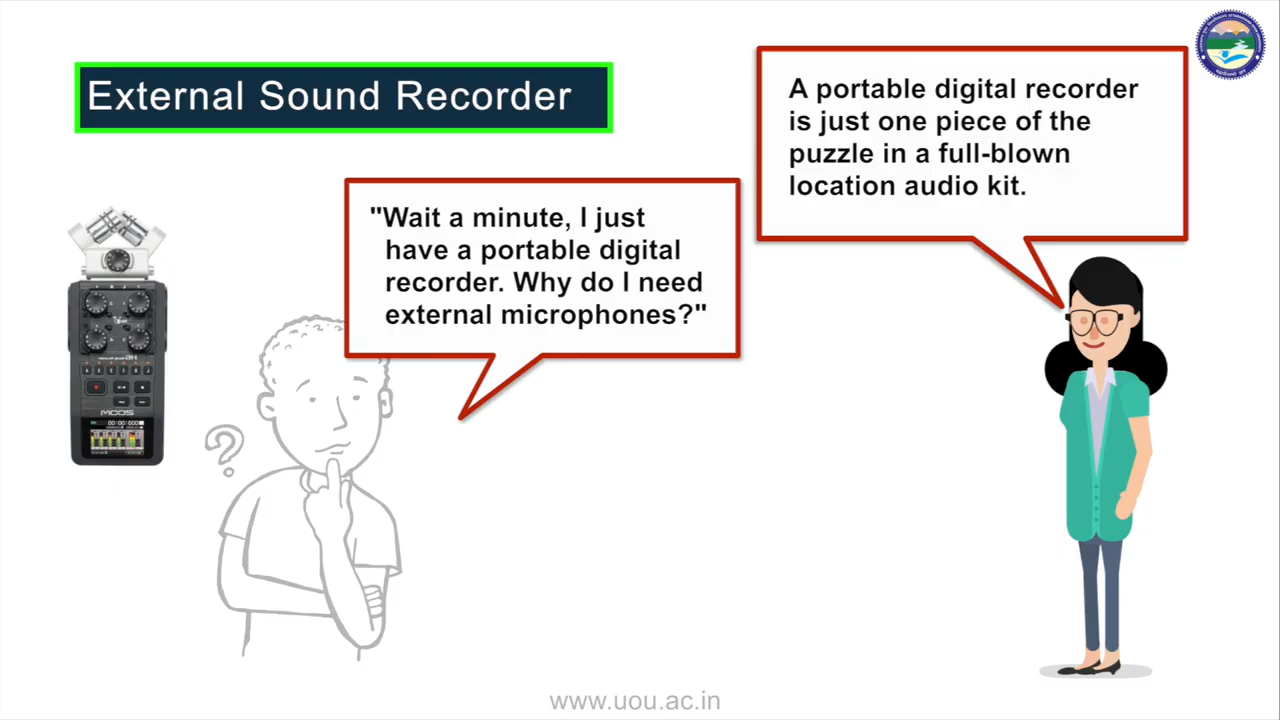 External Sound Recorder
A portable digital recorder
is just one piece of the
puzzle in a full-blown
location audio kit.
"Wait a minute, I just
have a portable digital
recorder. Why do I need
external microphones?"
?
www.uou.ac.in